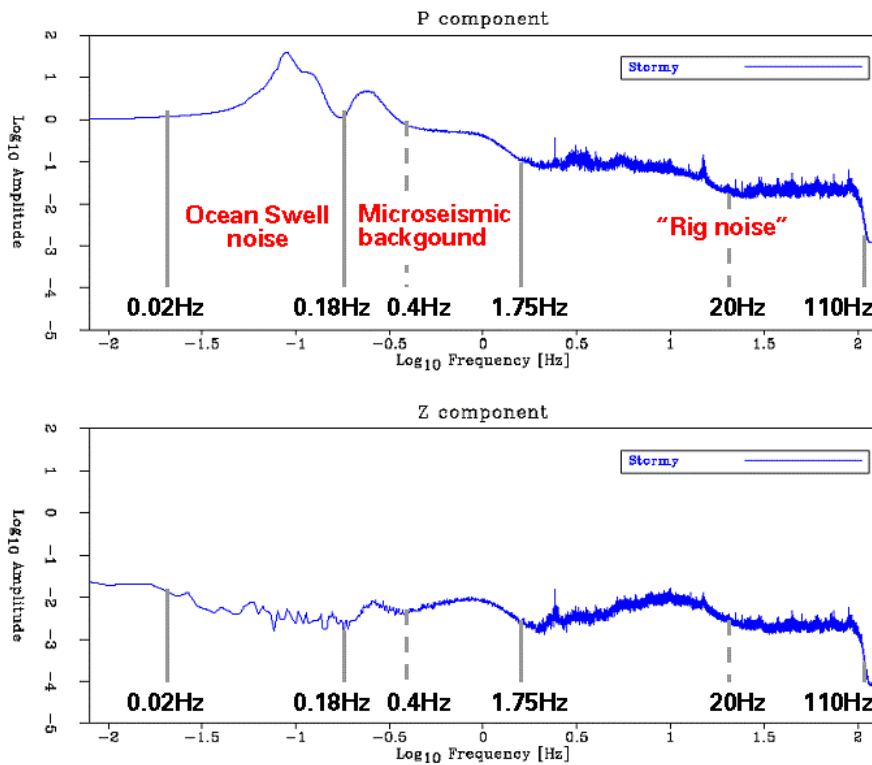 P component
Stormy
2
1
0
−1
−2
−3
−4
−5
Log10 Amplitude
Ocean Swell
noise
Microseismic
backgound
“Rig noise”
0.02Hz 0.18Hz 0.4Hz 1.75Hz 20Hz 110Hz
−2 −1.5 −1 −0.5 0 0.5 1 1.5 2
Log10 Frequency [Hz]
Z component
Stormy
2
1
0
−1
−2
−3
−4
−5
Log10 Amplitude
0.02Hz 0.18Hz 0.4Hz 1.75Hz 20Hz 110Hz
−2 −1.5 −1 −0.5 0 0.5 1 1.5 2
Log10 Frequency [Hz]